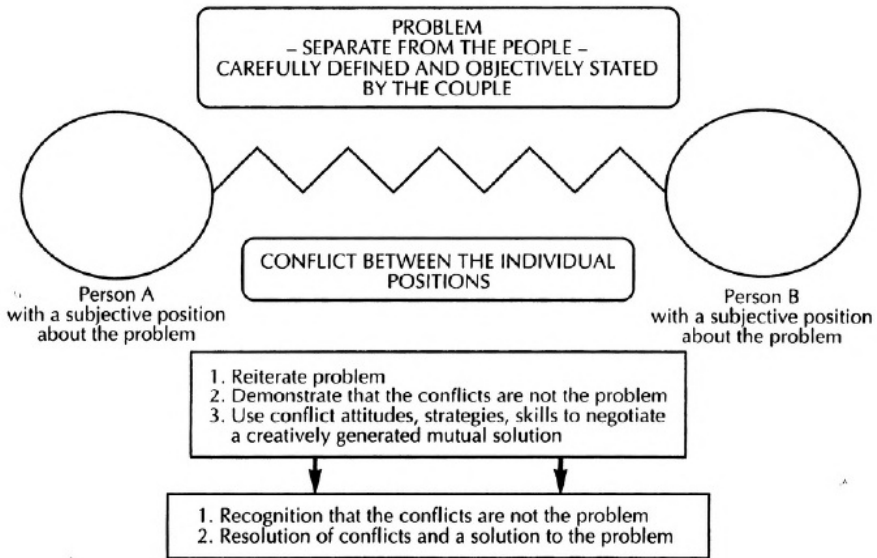 PROBLEM
– SEPARATE FROM THE PEOPLE –
CAREFULLY DEFINED AND OBJECTIVELY STATED
BY THE COUPLE
CONFLICT BETWEEN THE INDIVIDUAL
POSITIONS
Person A
with a subjective position
about the problem
Person B
with a subjective position
about the problem
1. Reiterate problem
2. Demonstrate that the conflicts are not the problem
3. Use conflict attitudes, strategies, skills to negotiate
a creatively generated mutual solution
1. Recognition that the conflicts are not the problem
2. Resolution of conflicts and a solution to the problem